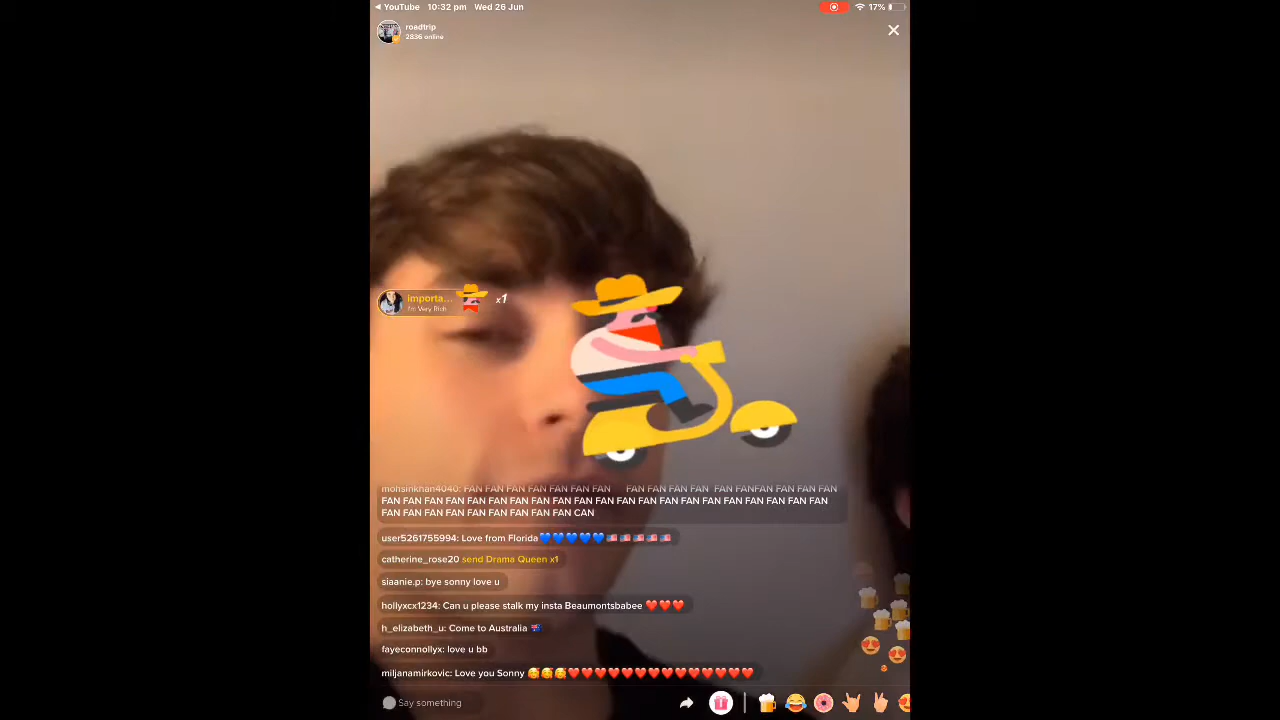 YouTube 10:32 pm Wed 26 Jun 17%
roadtrip
2836 online
importa... x1
I'm Very Rich
mohsinkhan4040: FAN FAN FAN FAN FAN FAN FAN FAN FAN FAN FAN FAN FANFAN FAN FAN FAN
FAN FAN FAN FAN FAN FAN FAN FAN FAN FAN FAN FAN FAN FAN FAN FAN FAN FAN FAN FAN FAN
FAN FAN FAN FAN FAN FAN FAN FAN FAN CAN
user5261755994: Love from Florida💙💙💙💙💙🇺🇸🇺🇸🇺🇸🇺🇸🇺🇸
catherine_rose20 send Drama Queen x1
siaanie.p: bye sonny love u
hollyxcx1234: Can u please stalk my insta Beaumontsbabee ❤️❤️❤️
h_elizabeth_u: Come to Australia 🇦🇺
fayeconnollyx: love u bb
miljanamirkovic: Love you Sonny 🥰🥰🥰❤️❤️❤️❤️❤️❤️❤️❤️❤️❤️❤️❤️❤️❤️
Say something